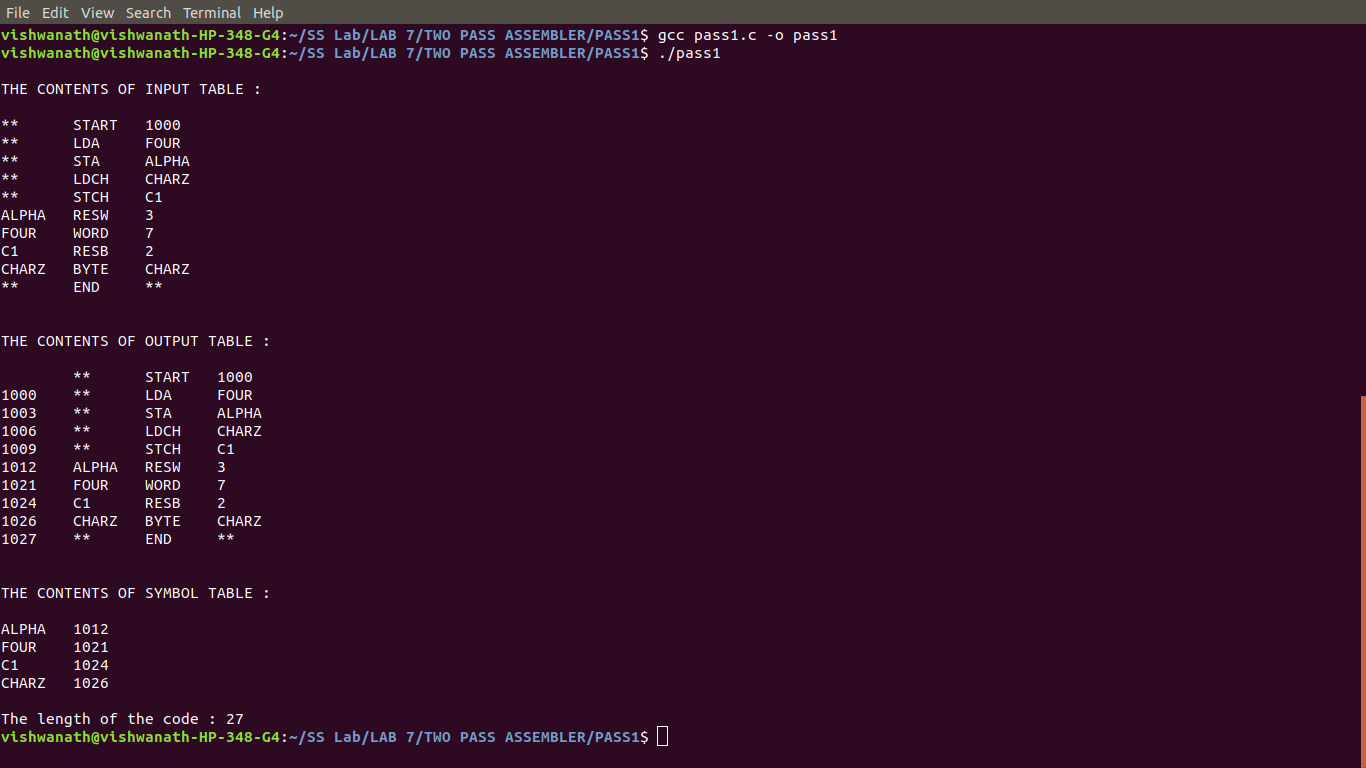 File Edit View Search Terminal Help
vishwanath@vishwanath-HP-348-G4:~/SS Lab/LAB 7/TWO PASS ASSEMBLER/PASS1$ gcc pass1.c -o pass1
vishwanath@vishwanath-HP-348-G4:~/SS Lab/LAB 7/TWO PASS ASSEMBLER/PASS1$ ./pass1
THE CONTENTS OF INPUT TABLE :
** START 1000
** LDA FOUR
** STA ALPHA
** LDCH CHARZ
** STCH C1
ALPHA RESW 3
FOUR WORD 7
C1 RESB 2
CHARZ BYTE CHARZ
** END **
THE CONTENTS OF OUTPUT TABLE :
** START 1000
1000 ** LDA FOUR
1003 ** STA ALPHA
1006 ** LDCH CHARZ
1009 ** STCH C1
1012 ALPHA RESW 3
1021 FOUR WORD 7
1024 C1 RESB 2
1026 CHARZ BYTE CHARZ
1027 ** END **
THE CONTENTS OF SYMBOL TABLE :
ALPHA 1012
FOUR 1021
C1 1024
CHARZ 1026
The length of the code : 27
vishwanath@vishwanath-HP-348-G4:~/SS Lab/LAB 7/TWO PASS ASSEMBLER/PASS1$